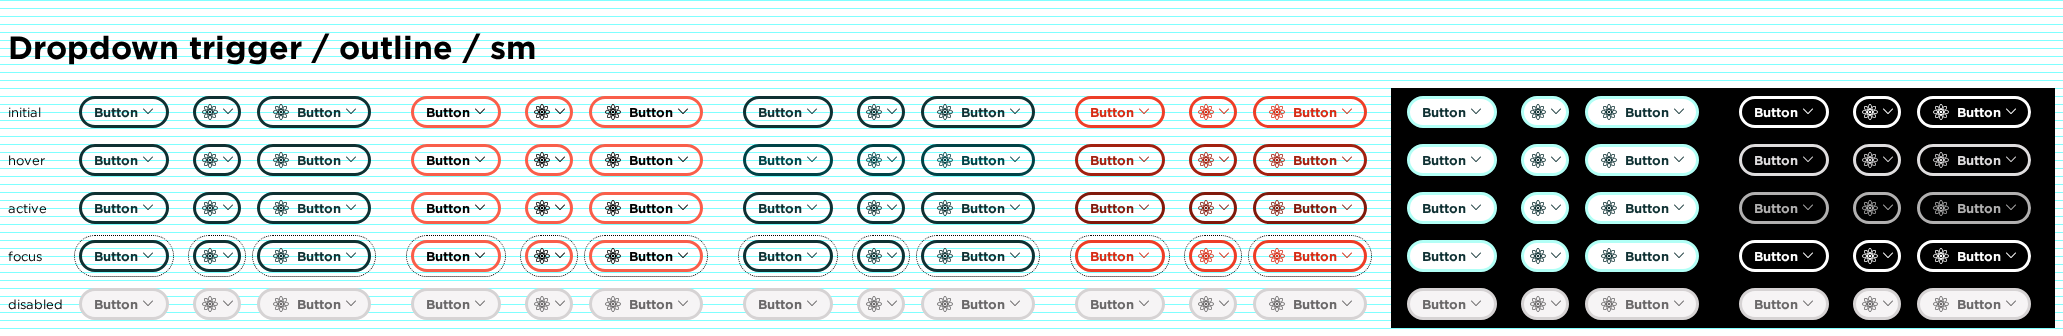 Dropdown trigger / outline / sm
initial Button Button Button Button Button Button Button Button Button Button Button Button
hover Button Button Button Button Button Button Button Button Button Button Button Button
active Button Button Button Button Button Button Button Button Button Button Button Button
focus Button Button Button Button Button Button Button Button Button Button Button Button
disabled Button Button Button Button Button Button Button Button Button Button Button Button